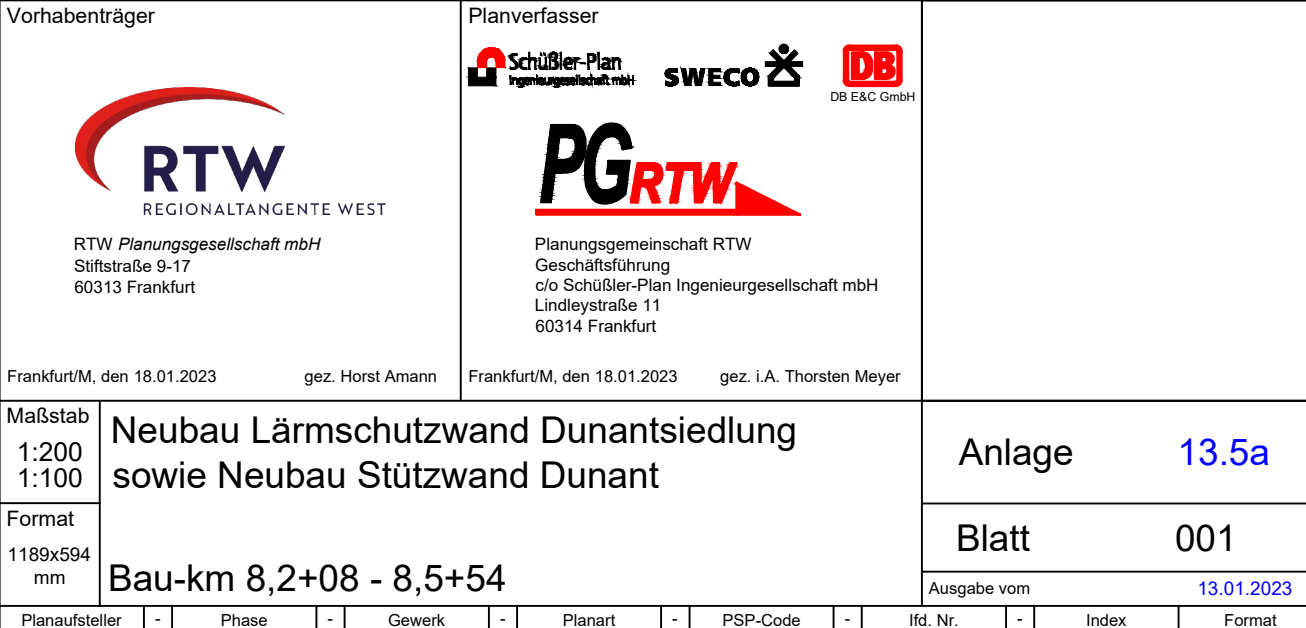 Vorhabenträger
RTW
REGIONALTANGENTE WEST
RTW Planungsgesellschaft mbH
Stiftstraße 9-17
60313 Frankfurt
Frankfurt/M, den 18.01.2023 gez. Horst Amann
Planverfasser
Schüßler-Plan
Ingenieurgesellschaft mbH
SWECO
DB
DB E&C GmbH
PGRTW
Planungsgemeinschaft RTW
Geschäftsführung
c/o Schüßler-Plan Ingenieurgesellschaft mbH
Lindleystraße 11
60314 Frankfurt
Frankfurt/M, den 18.01.2023 gez. i.A. Thorsten Meyer
Maßstab
1:200
1:100
Format
1189x594
mm
Neubau Lärmschutzwand Dunantsiedlung
sowie Neubau Stützwand Dunant
Bau-km 8,2+08 - 8,5+54
Anlage 13.5a
Blatt 001
Ausgabe vom 13.01.2023
Planaufsteller - Phase - Gewerk - Planart - PSP-Code - lfd. Nr. - Index Format